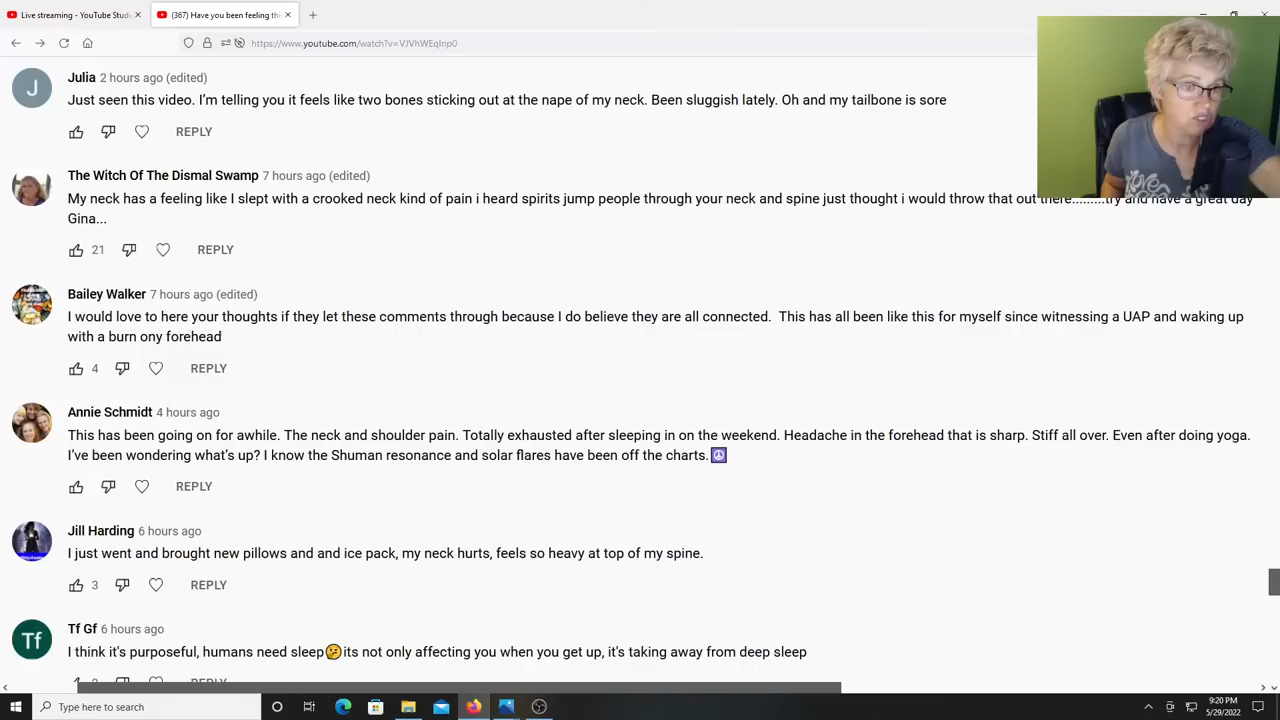 Live streaming - YouTube Stud
(367) Have you been feeling thi
https://www.youtube.com/watch?v=VJVhWEqInp0
J
Julia 2 hours ago (edited)
Just seen this video. I'm telling you it feels like two bones sticking out at the nape of my neck. Been sluggish lately. Oh and my tailbone is sore
REPLY
The Witch Of The Dismal Swamp 7 hours ago (edited)
My neck has a feeling like I slept with a crooked neck kind of pain i heard spirits jump people through your neck and spine just thought i would throw that out there.........try and have a great day
Gina...
21 REPLY
Bailey Walker 7 hours ago (edited)
I would love to here your thoughts if they let these comments through because I do believe they are all connected. This has all been like this for myself since witnessing a UAP and waking up
with a burn ony forehead
4 REPLY
Annie Schmidt 4 hours ago
This has been going on for awhile. The neck and shoulder pain. Totally exhausted after sleeping in on the weekend. Headache in the forehead that is sharp. Stiff all over. Even after doing yoga.
I've been wondering what's up? I know the Shuman resonance and solar flares have been off the charts.☮
REPLY
Jill Harding 6 hours ago
I just went and brought new pillows and and ice pack, my neck hurts, feels so heavy at top of my spine.
3 REPLY
Tf
Tf Gf 6 hours ago
I think it's purposeful, humans need sleep🤔its not only affecting you when you get up, it's taking away from deep sleep
REPLY
Type here to search
9:20 PM
5/29/2022